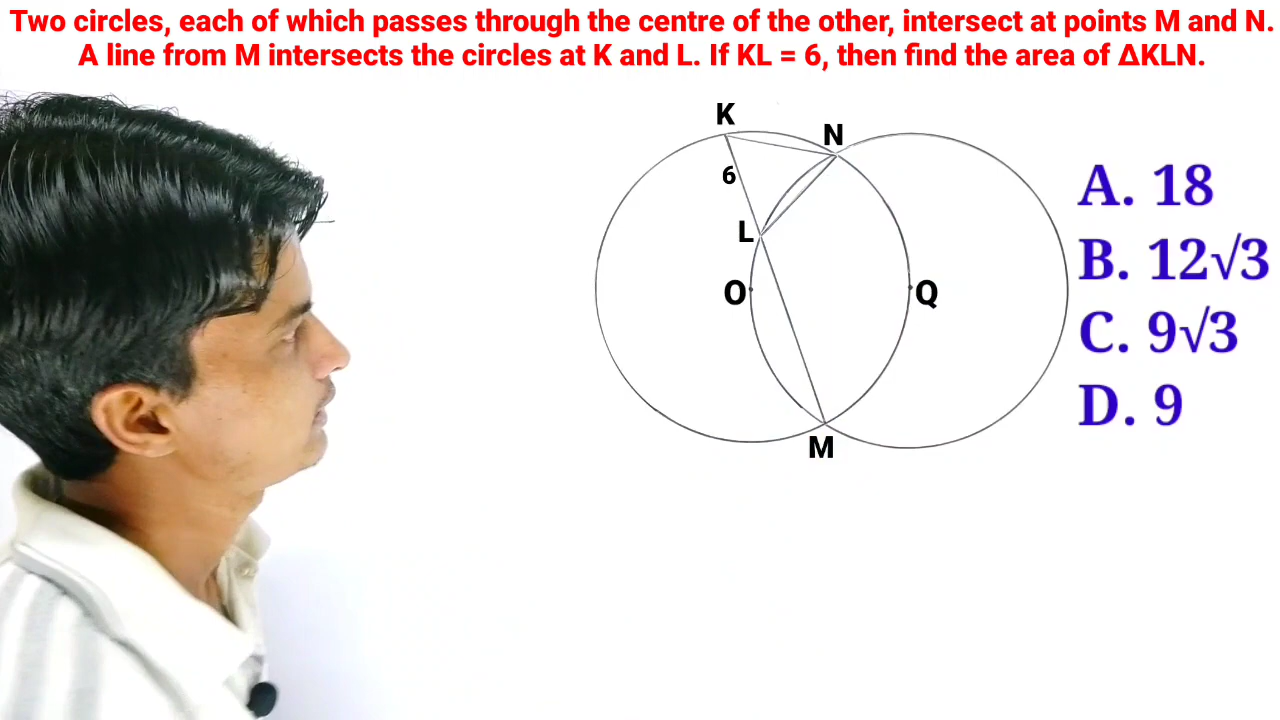 Two circles, each of which passes through the centre of the other, intersect at points M and N.
A line from M intersects the circles at K and L. If KL = 6, then find the area of ΔKLN.
K
N
6
L
O
Q
M
A. 18
B. 12√3
C. 9√3
D. 9